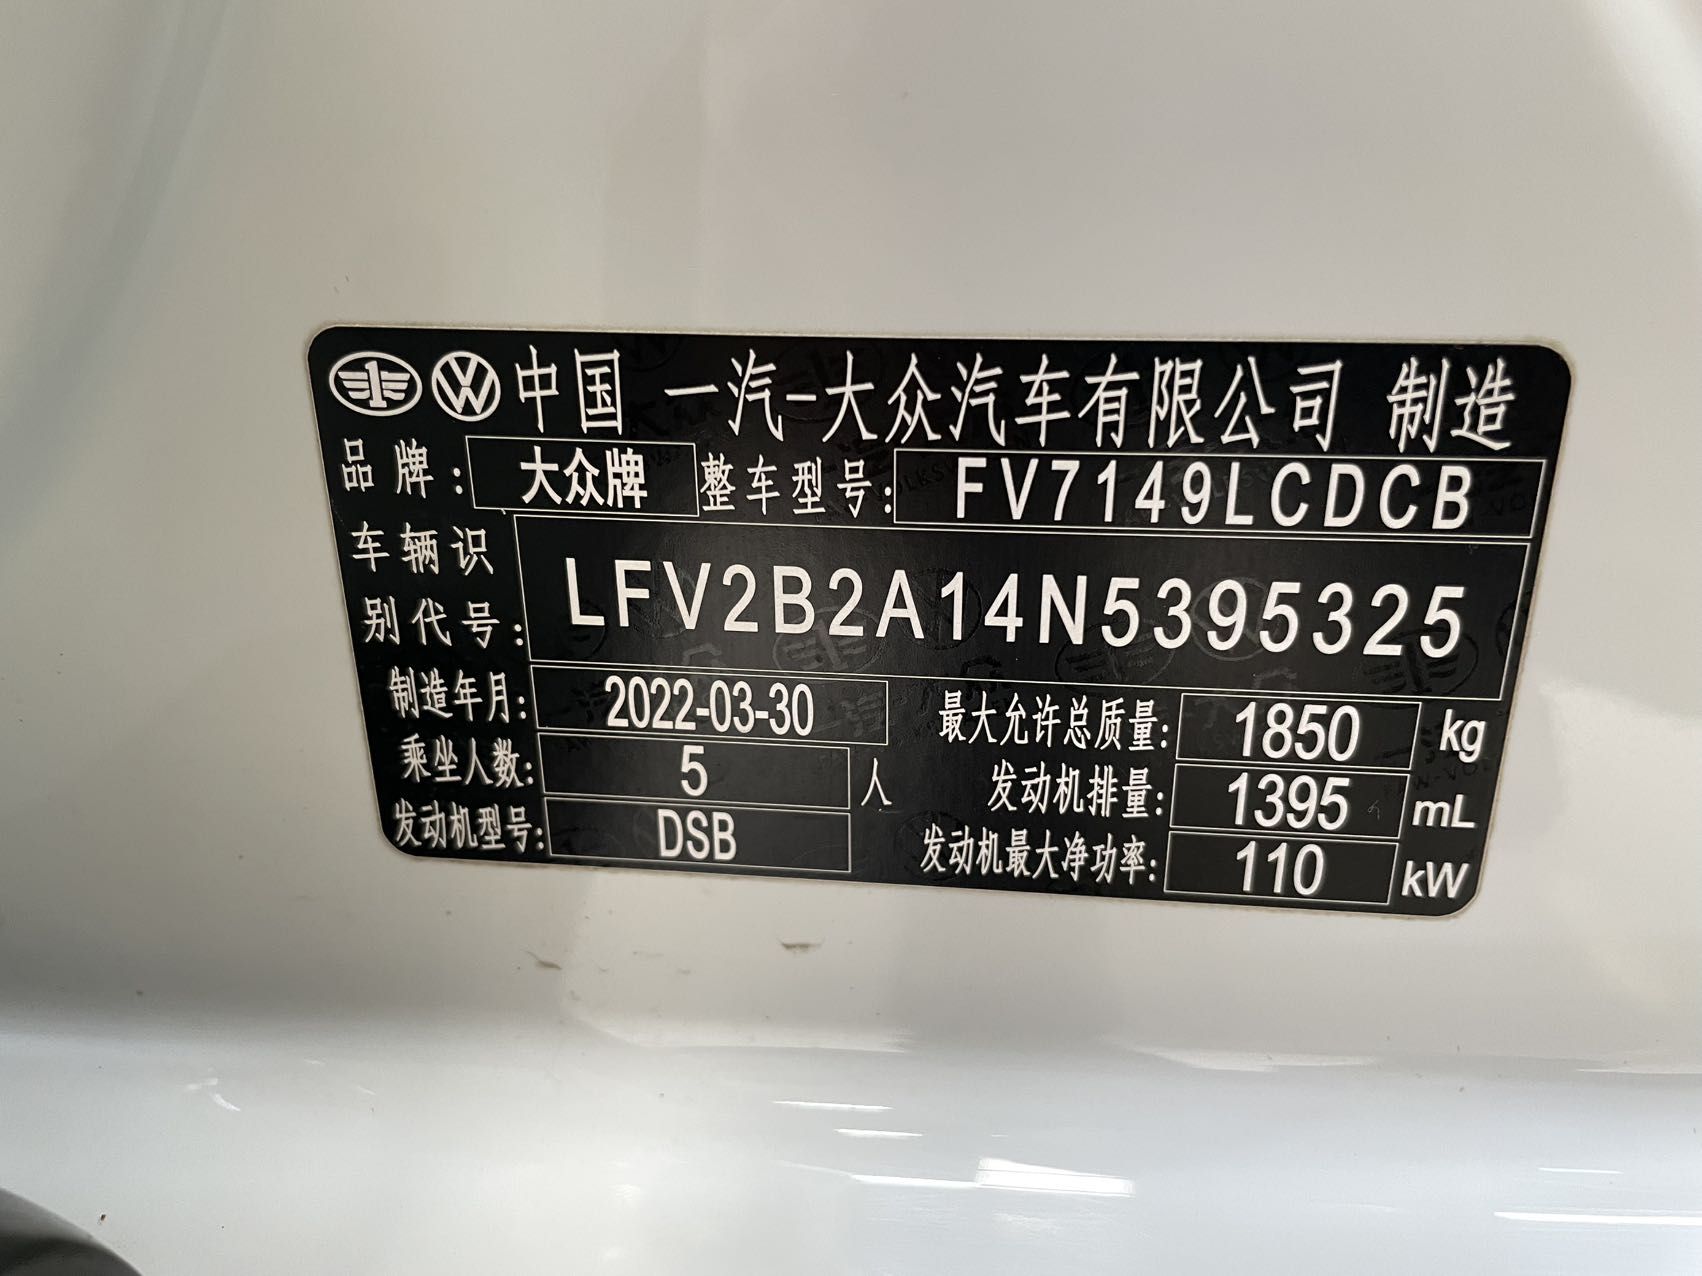 中国 一汽-大众汽车有限公司 制造
品牌: 大众牌 整车型号: FV7149LCDCB
车辆识别代号: LFV2B2A14N5395325
制造年月: 2022-03-30 最大允许总质量: 1850 kg
乘坐人数: 5 人 发动机排量: 1395 mL
发动机型号: DSB 发动机最大净功率: 110 kW